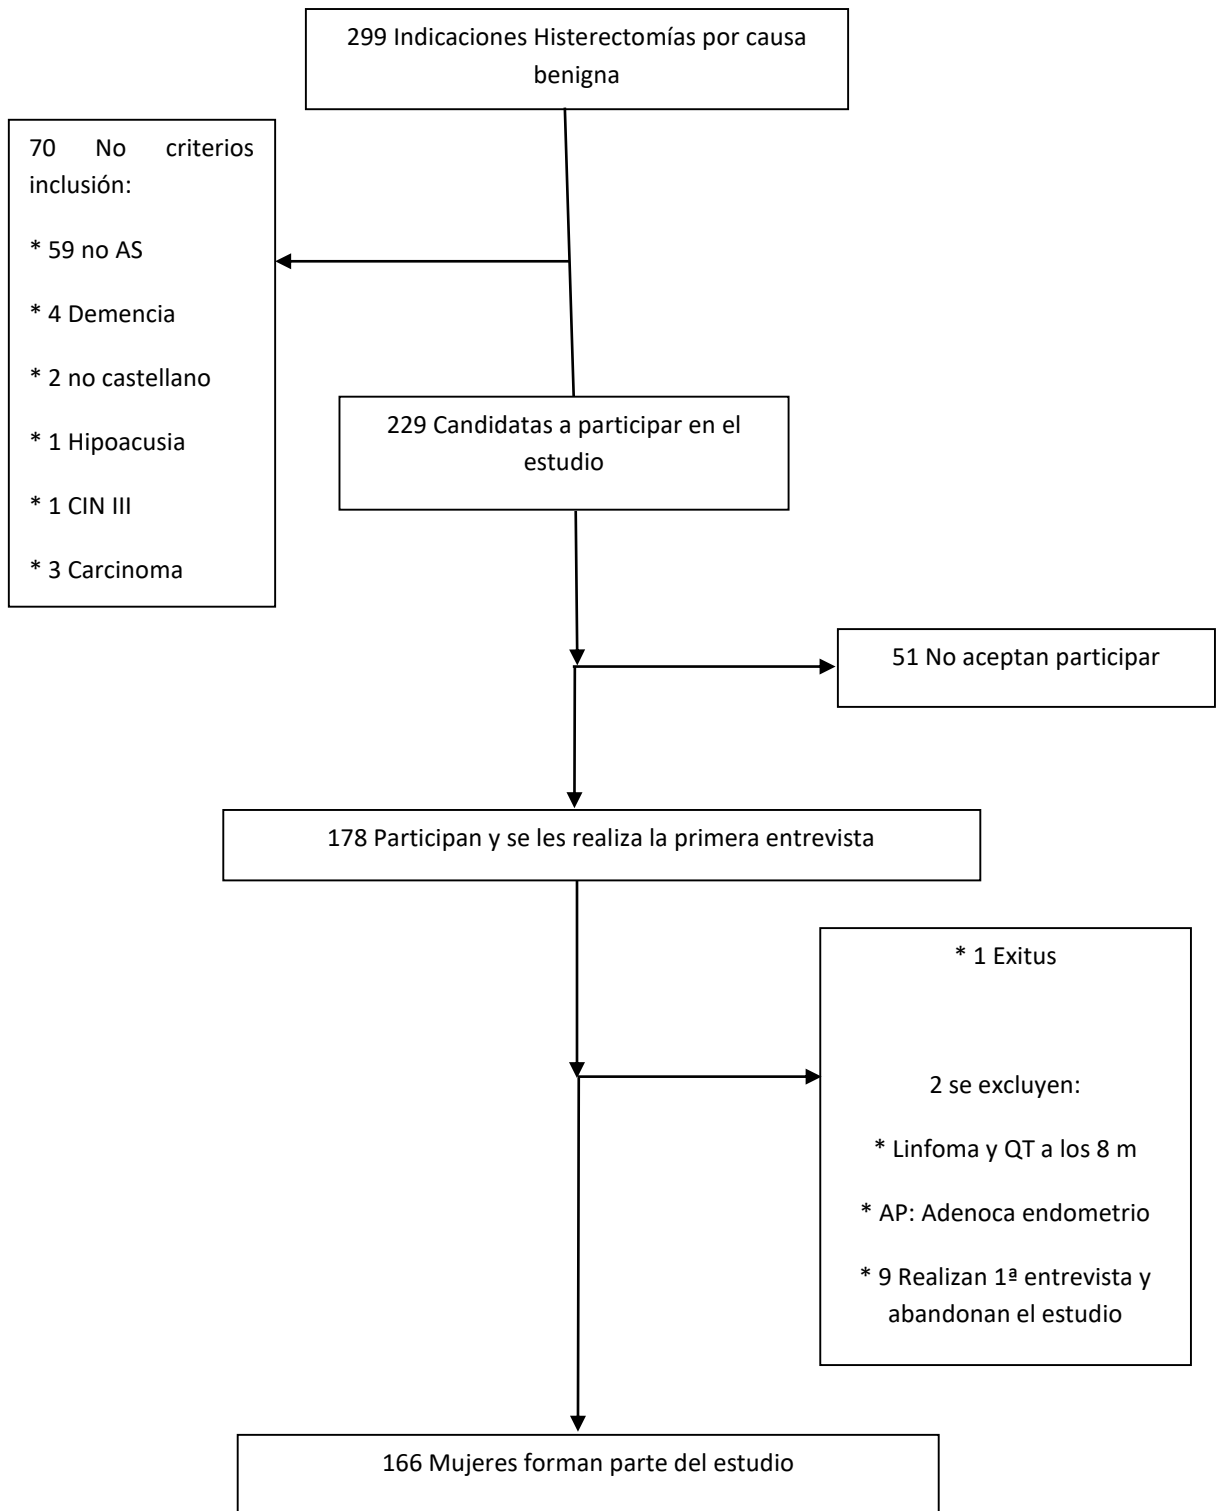 299 Indicaciones Histerectomías por causa
benigna
70 No criterios
inclusión:
* 59 no AS
* 4 Demencia
* 2 no castellano
* 1 Hipoacusia
* 1 CIN III
* 3 Carcinoma
229 Candidatas a participar en el
estudio
51 No aceptan participar
178 Participan y se les realiza la primera entrevista
* 1 Exitus
2 se excluyen:
* Linfoma y QT a los 8 m
* AP: Adenoca endometrio
* 9 Realizan 1ª entrevista y
abandonan el estudio
166 Mujeres forman parte del estudio